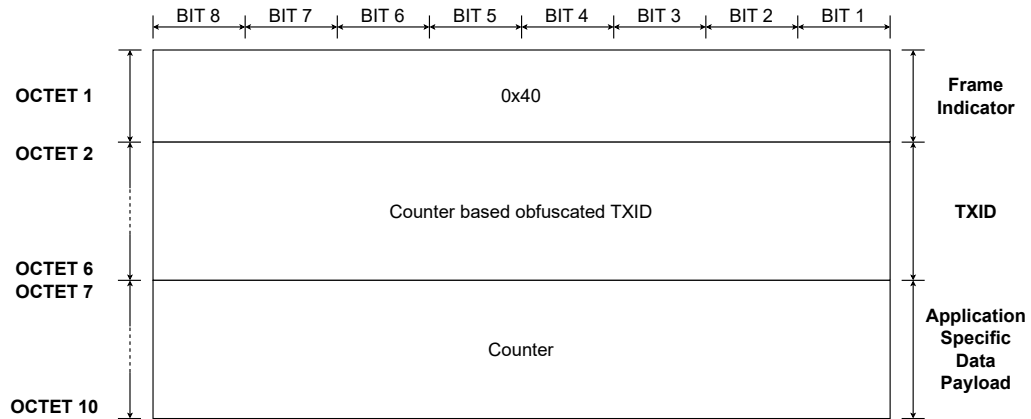 BIT 8 BIT 7 BIT 6 BIT 5 BIT 4 BIT 3 BIT 2 BIT 1
OCTET 1
0x40
Frame
Indicator
OCTET 2
Counter based obfuscated TXID
TXID
OCTET 6
OCTET 7
Counter
Application
Specific
Data
Payload
OCTET 10